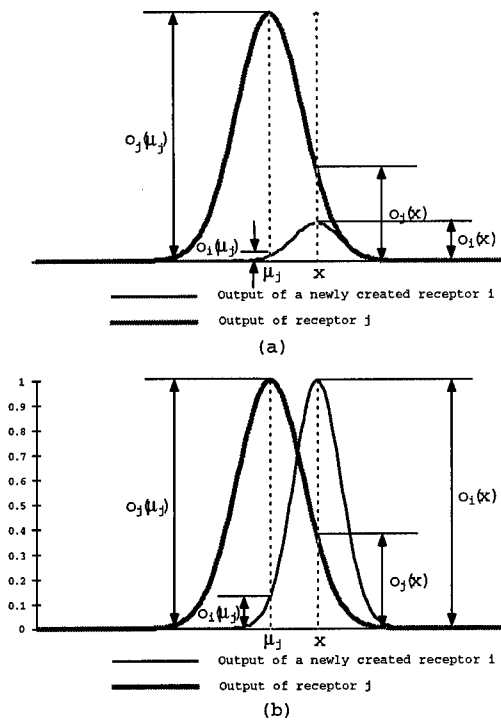 oj(μj)
oj(x)
oi(μj)
oi(x)
μj
x
Output of a newly created receptor i
Output of receptor j
(a)
1
0.9
0.8
0.7
0.6
0.5
0.4
0.3
0.2
0.1
0
oj(μj)
oi(x)
oj(x)
oi(μj)
μj
x
Output of a newly created receptor i
Output of receptor j
(b)